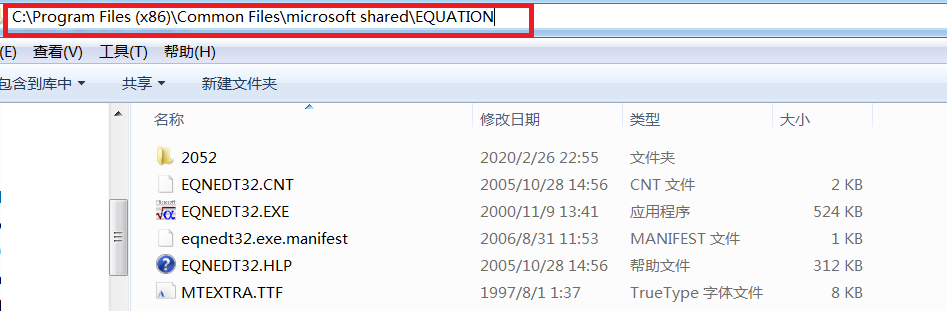 C:\Program Files (x86)\Common Files\microsoft shared\EQUATION
(E) 查看(V) 工具(T) 帮助(H)
包含到库中 共享 新建文件夹
名称 修改日期 类型 大小
2052 2020/2/26 22:55 文件夹
EQNEDT32.CNT 2005/10/28 14:56 CNT 文件 2 KB
EQNEDT32.EXE 2000/11/9 13:41 应用程序 524 KB
eqnedt32.exe.manifest 2006/8/31 11:53 MANIFEST 文件 1 KB
EQNEDT32.HLP 2005/10/28 14:56 帮助文件 312 KB
MTEXTRA.TTF 1997/8/1 1:37 TrueType 字体文件 8 KB